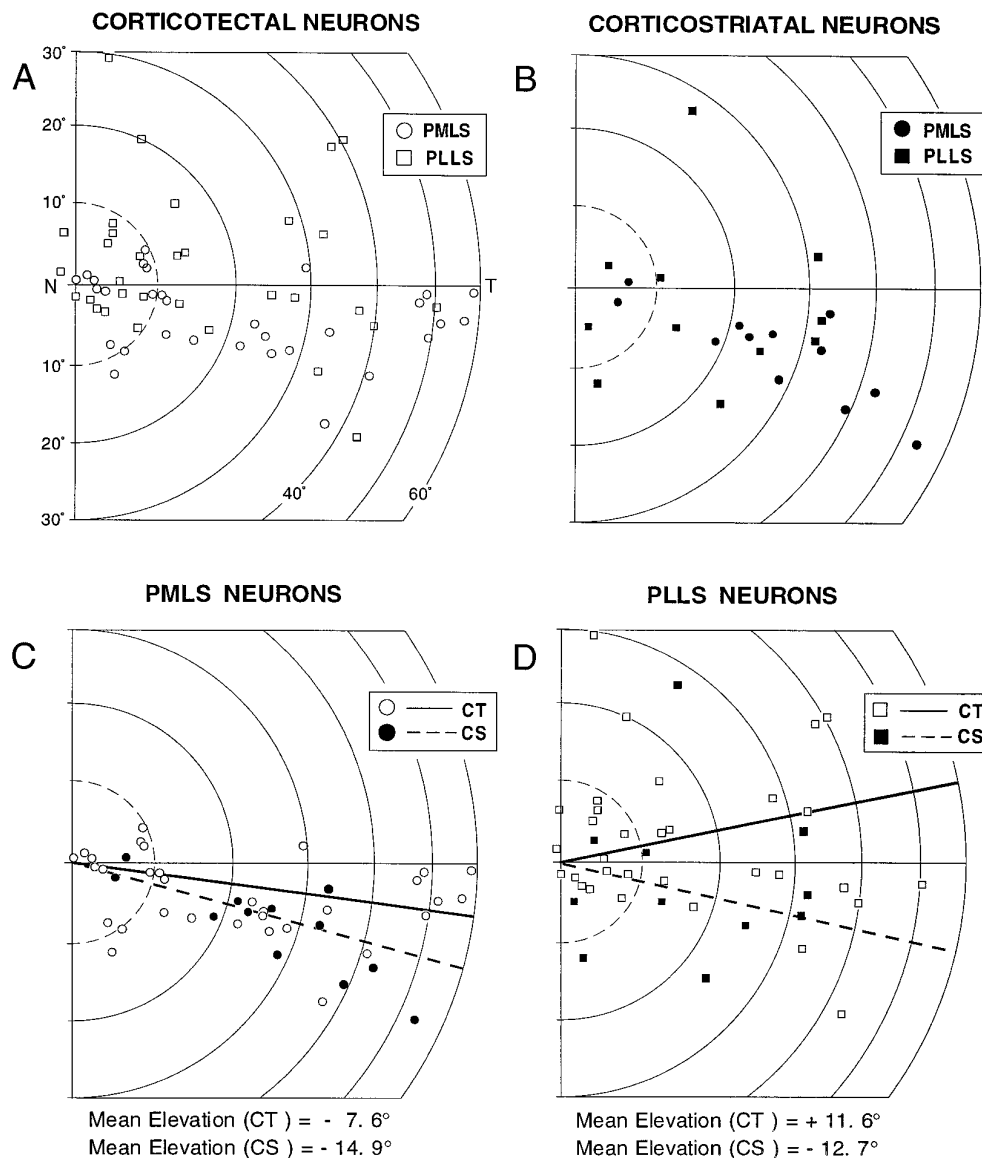 CORTICOTECTAL NEURONS
A
30°
20°
10°
N
10°
20°
30°
T
40°
60°
PMLS
PLLS
CORTICOSTRIATAL NEURONS
B
PMLS
PLLS
PMLS NEURONS
C
CT
CS
Mean Elevation (CT ) = - 7. 6°
Mean Elevation (CS ) = - 14. 9°
PLLS NEURONS
D
CT
CS
Mean Elevation (CT ) = + 11. 6°
Mean Elevation (CS ) = - 12. 7°